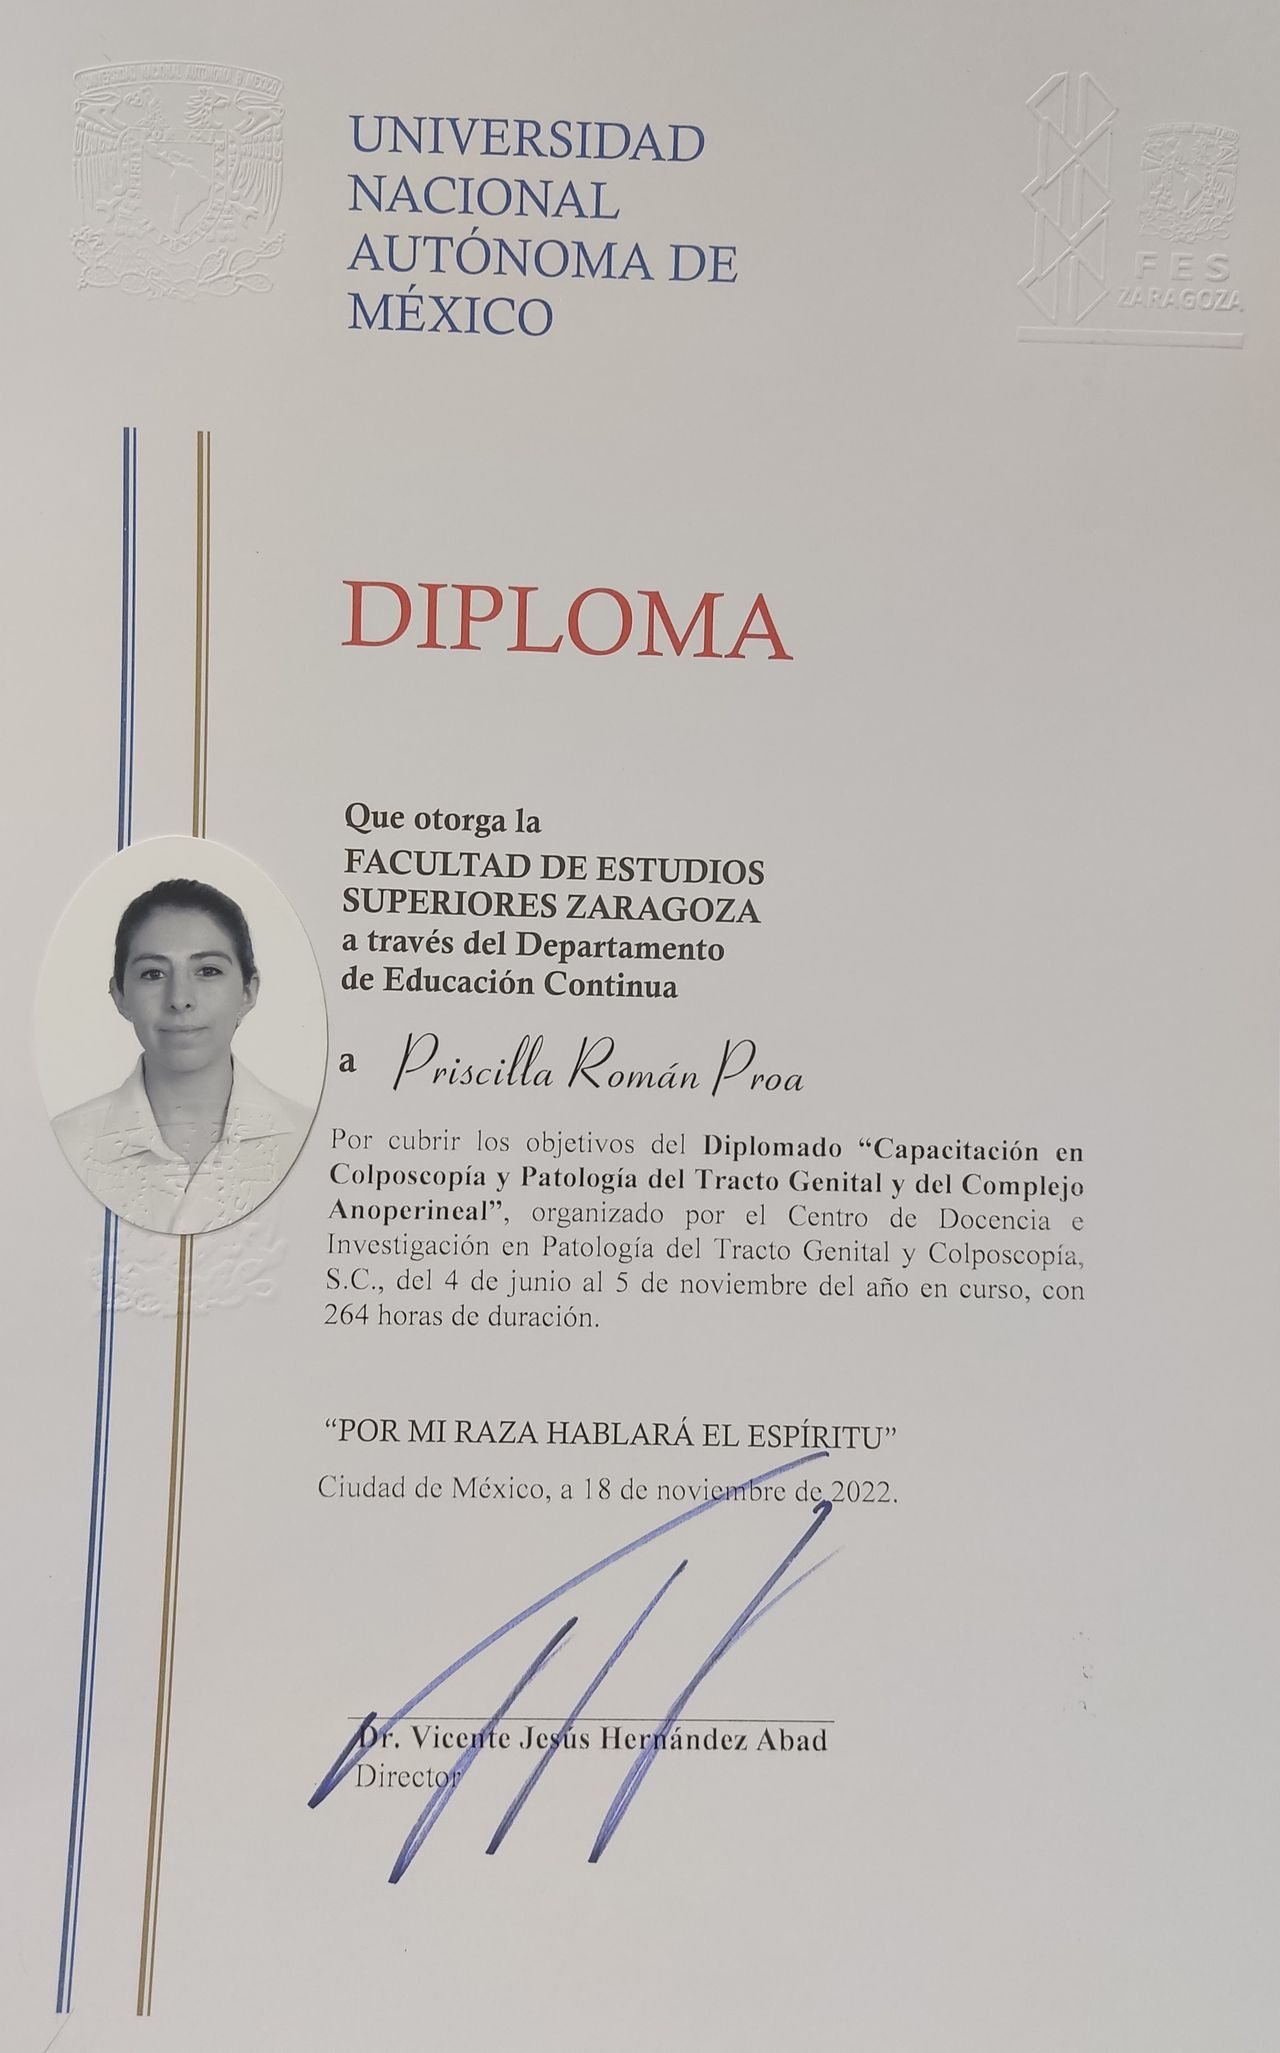 UNIVERSIDAD
NACIONAL
AUTÓNOMA DE
MÉXICO
FES
ZARAGOZA
DIPLOMA
Que otorga la
FACULTAD DE ESTUDIOS
SUPERIORES ZARAGOZA
a través del Departamento
de Educación Continua
a Priscilla Román Proa
Por cubrir los objetivos del Diplomado “Capacitación en
Colposcopía y Patología del Tracto Genital y del Complejo
Anoperineal”, organizado por el Centro de Docencia e
Investigación en Patología del Tracto Genital y Colposcopía,
S.C., del 4 de junio al 5 de noviembre del año en curso, con
264 horas de duración.
“POR MI RAZA HABLARÁ EL ESPÍRITU”
Ciudad de México, a 18 de noviembre de 2022.
Dr. Vicente Jesús Hernández Abad
Director